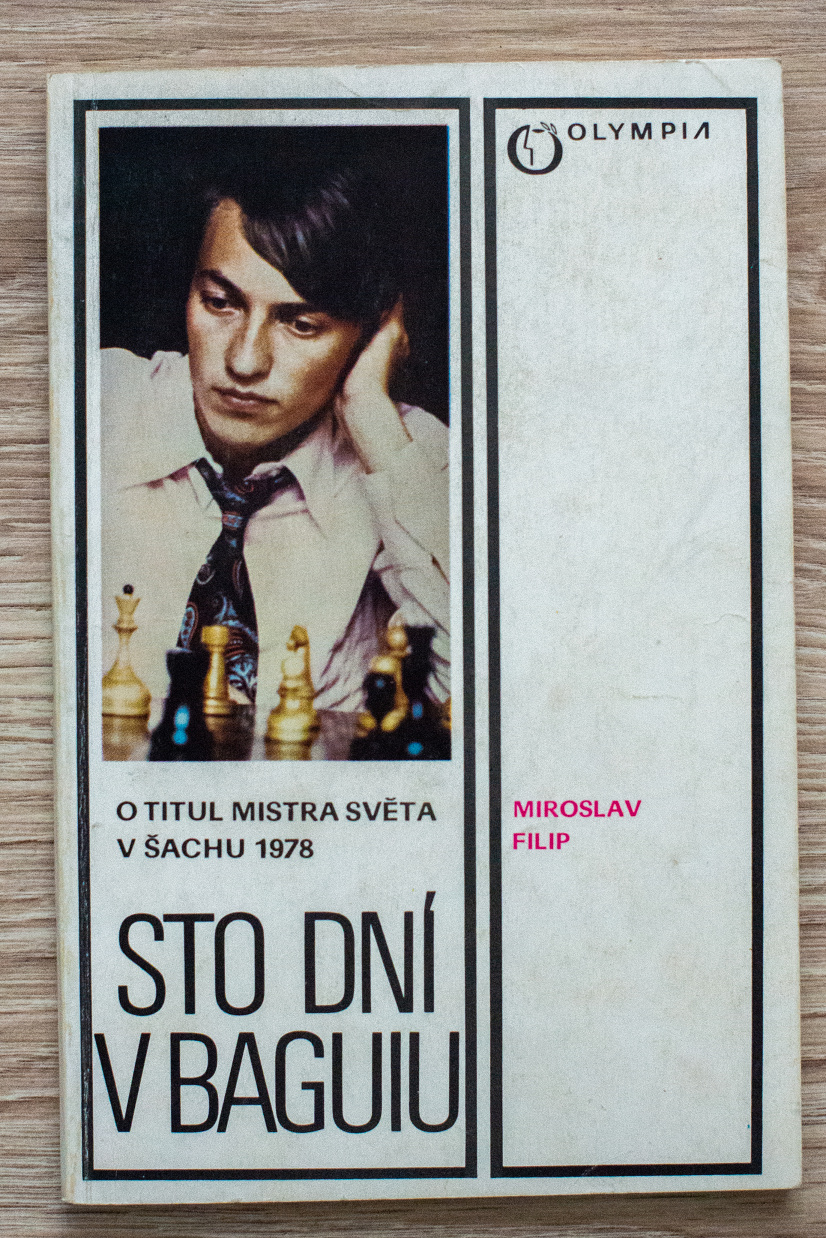 OLYMPIA
O TITUL MISTRA SVĚTA
V ŠACHU 1978
STO DNÍ
V BAGUIU
MIROSLAV
FILIP